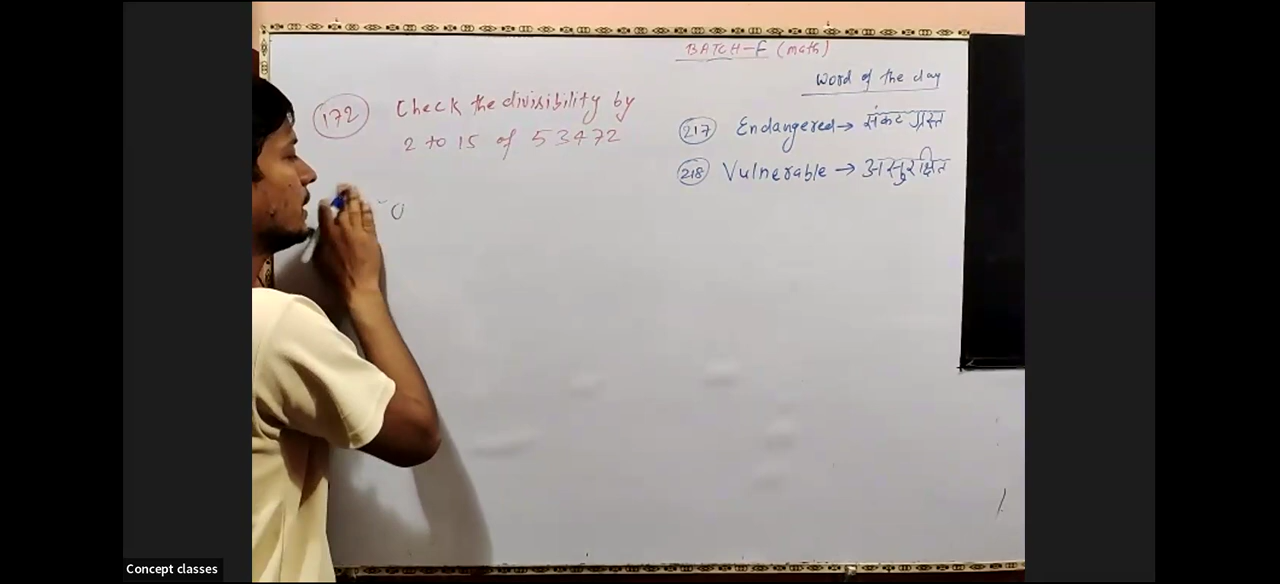 BATCH-F (math)
Word of the day
172 Check the divisibility by
2 to 15 of 53472
217 Endangered → संकट ग्रस्त
218 Vulnerable → असुरक्षित
Concept classes